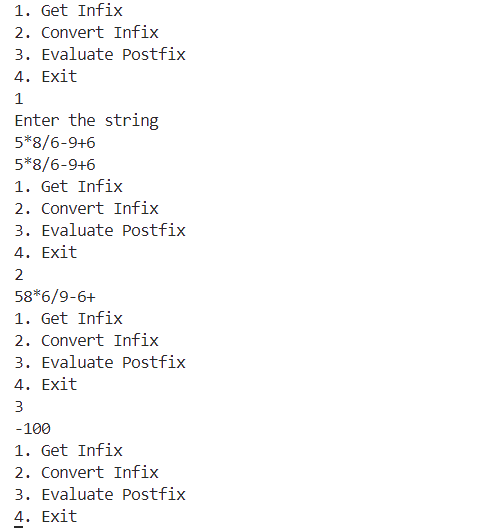 1. Get Infix
2. Convert Infix
3. Evaluate Postfix
4. Exit
1
Enter the string
5*8/6-9+6
5*8/6-9+6
1. Get Infix
2. Convert Infix
3. Evaluate Postfix
4. Exit
2
58*6/9-6+
1. Get Infix
2. Convert Infix
3. Evaluate Postfix
4. Exit
3
-100
1. Get Infix
2. Convert Infix
3. Evaluate Postfix
4. Exit